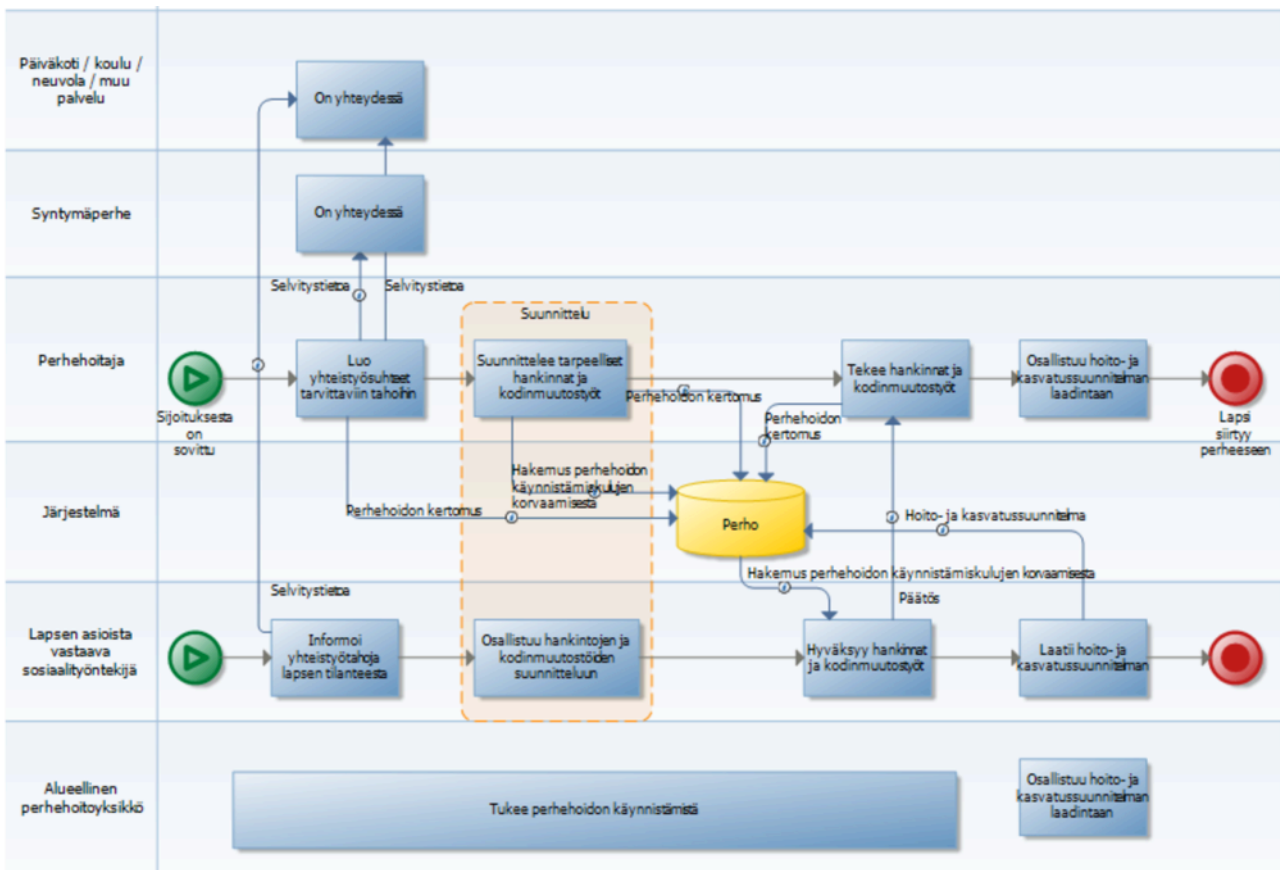 Päiväkoti / koulu /
neuvola / muu
palvelu
On yhteydessä
Syntymäperhe
On yhteydessä
Selvitystietoa
Selvitystietoa
Suunnittelu
Perhehoitaja
Sijoituksesta
on
sovittu
Luo
yhteistyösuhteet
tarvittaviin tahoihin
Suunnittelee tarpeelliset
hankinnat ja
kodinmuutostyöt
Perhehoidon kertomus
Tekee hankinnat ja
kodinmuutostyöt
Perhehoidon
kertomus
Osallistuu hoito- ja
kasvatussuunnitelman
laadintaan
Lapsi
siirtyy
perheeseen
Järjestelmä
Perhehoidon kertomus
Hakemus perhehoidon
käynnistämiskulujen
korvaamisesta
Perho
Hoito- ja kasvatussuunnitelma
Hakemus perhehoidon käynnistämiskulujen korvaamisesta
Selvitystietoa
Päätös
Lapsen asioista
vastaava
sosiaalityöntekijä
Informoi
yhteistyötahoja
lapsen tilanteesta
Osallistuu hankintojen ja
kodinmuutostöiden
suunnitteluun
Hyväksyy hankinnat
ja kodinmuutostyöt
Laatii hoito- ja
kasvatussuunnitelman
Alueellinen
perhehoitoyksikkö
Tukee perhehoidon käynnistämistä
Osallistuu hoito- ja
kasvatussuunnitelman
laadintaan